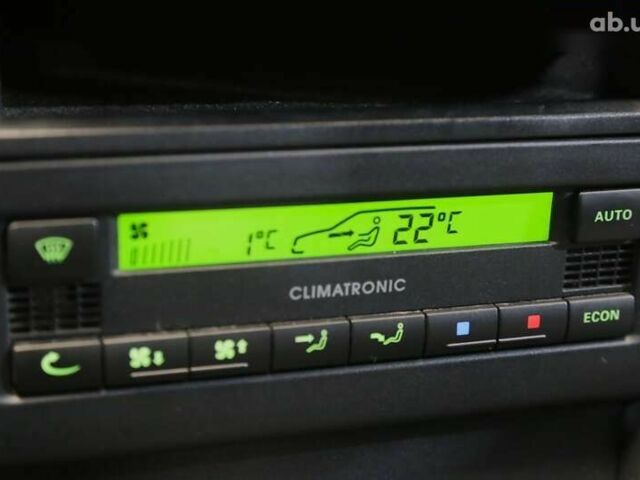 ab.u
AUTO
1°C 22°C
CLIMATRONIC
ECON